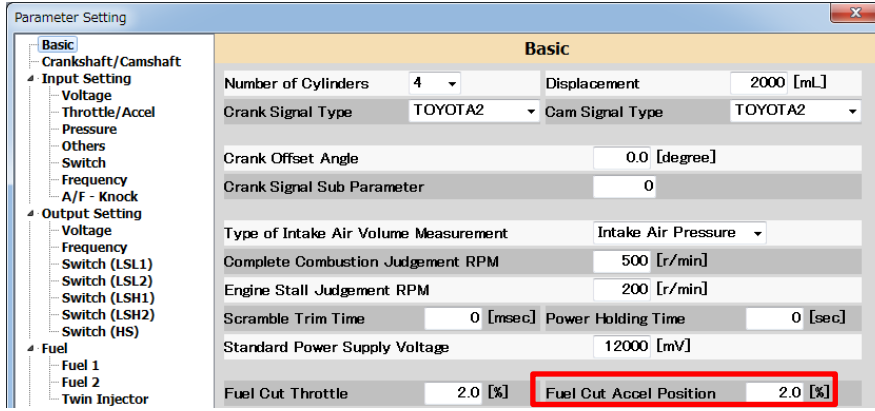 Parameter Setting
Basic
Crankshaft/Camshaft
Input Setting
Voltage
Throttle/Accel
Pressure
Others
Switch
Frequency
A/F - Knock
Output Setting
Voltage
Frequency
Switch (LSL1)
Switch (LSL2)
Switch (LSH1)
Switch (LSH2)
Switch (HS)
Fuel
Fuel 1
Fuel 2
Twin Injector
Basic
Number of Cylinders 4 Displacement 2000 [mL]
Crank Signal Type TOYOTA2 Cam Signal Type TOYOTA2
Crank Offset Angle 0.0 [degree]
Crank Signal Sub Parameter 0
Type of Intake Air Volume Measurement Intake Air Pressure
Complete Combustion Judgement RPM 500 [r/min]
Engine Stall Judgement RPM 200 [r/min]
Scramble Trim Time 0 [msec] Power Holding Time 0 [sec]
Standard Power Supply Voltage 12000 [mV]
Fuel Cut Throttle 2.0 [%] Fuel Cut Accel Position 2.0 [%]